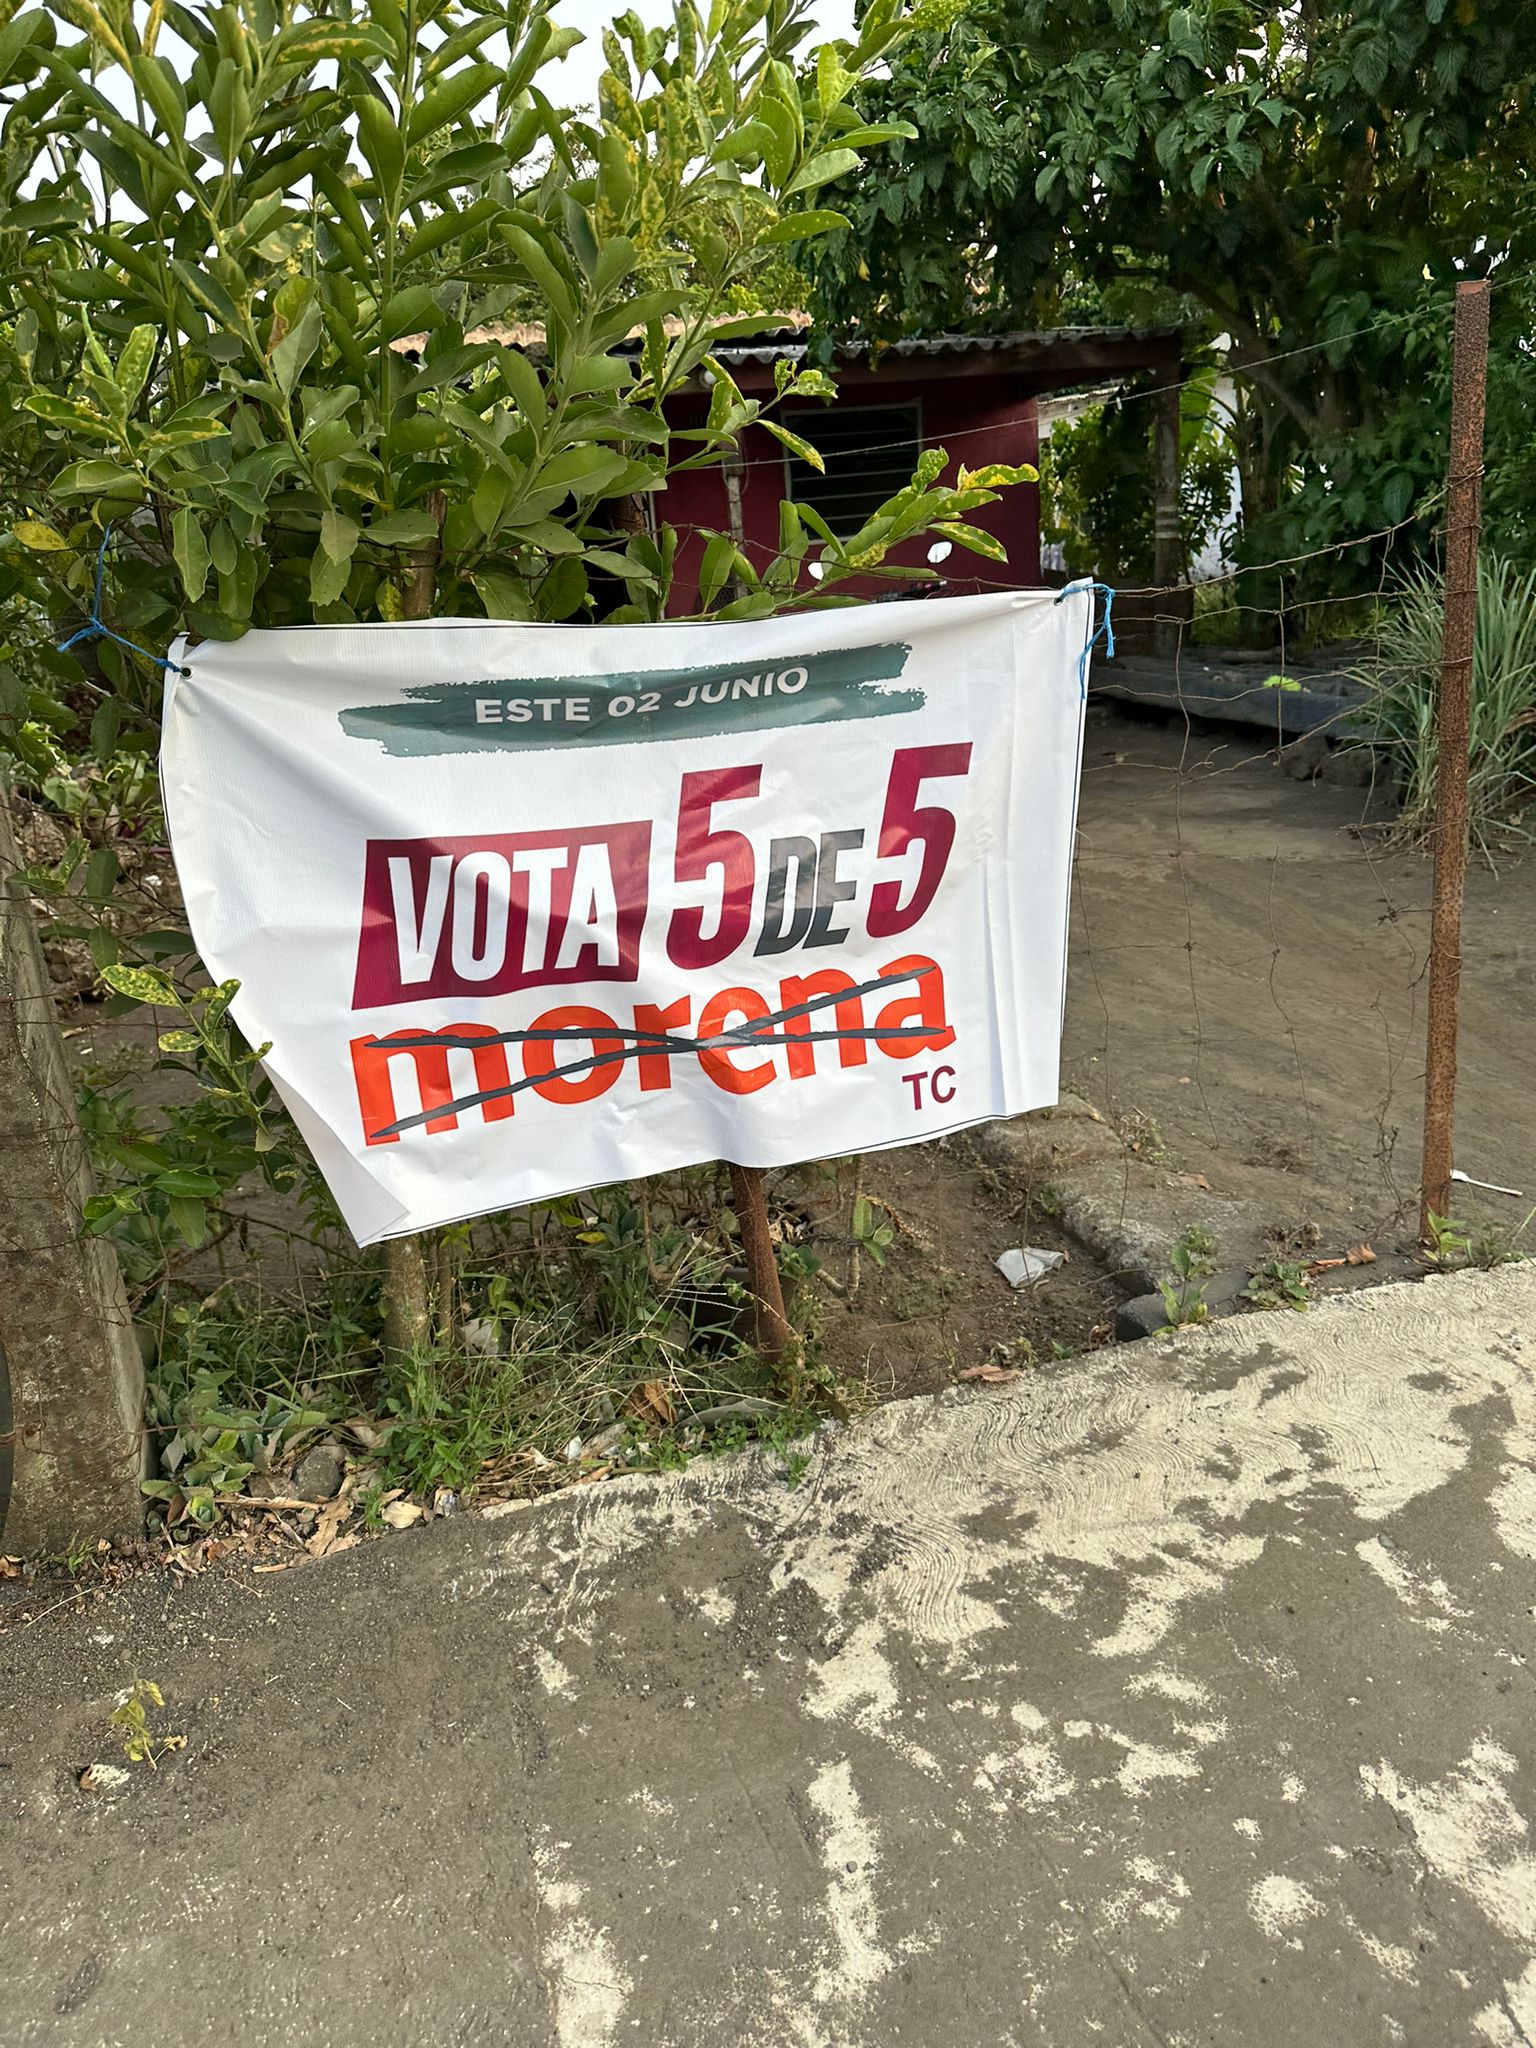 ESTE 02 JUNIO
VOTA 5 DE 5
morena
TC